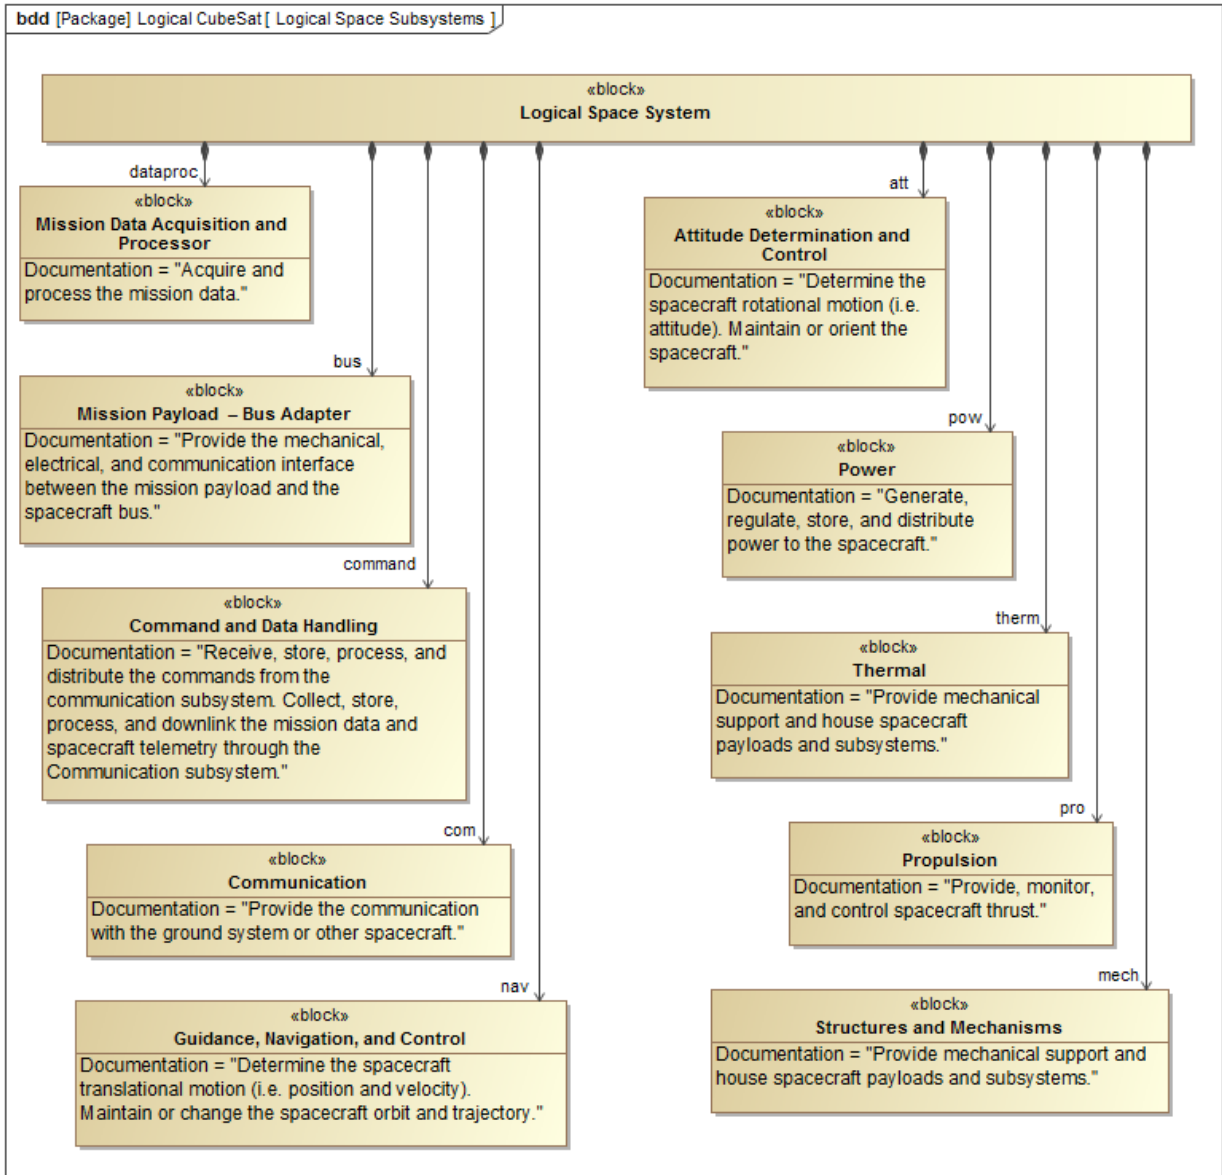 bdd [Package] Logical CubeSat [ Logical Space Subsystems ]
«block»
Logical Space System
dataproc
«block»
Mission Data Acquisition and
Processor
Documentation = "Acquire and
process the mission data."
bus
«block»
Mission Payload – Bus Adapter
Documentation = "Provide the mechanical,
electrical, and communication interface
between the mission payload and the
spacecraft bus."
command
«block»
Command and Data Handling
Documentation = "Receive, store, process, and
distribute the commands from the
communication subsystem. Collect, store,
process, and downlink the mission data and
spacecraft telemetry through the
Communication subsystem."
com
«block»
Communication
Documentation = "Provide the communication
with the ground system or other spacecraft."
nav
«block»
Guidance, Navigation, and Control
Documentation = "Determine the spacecraft
translational motion (i.e. position and velocity).
Maintain or change the spacecraft orbit and trajectory."
att
«block»
Attitude Determination and
Control
Documentation = "Determine the
spacecraft rotational motion (i.e.
attitude). Maintain or orient the
spacecraft."
pow
«block»
Power
Documentation = "Generate,
regulate, store, and distribute
power to the spacecraft."
therm
«block»
Thermal
Documentation = "Provide mechanical
support and house spacecraft
payloads and subsystems."
pro
«block»
Propulsion
Documentation = "Provide, monitor,
and control spacecraft thrust."
mech
«block»
Structures and Mechanisms
Documentation = "Provide mechanical support and
house spacecraft payloads and subsystems."